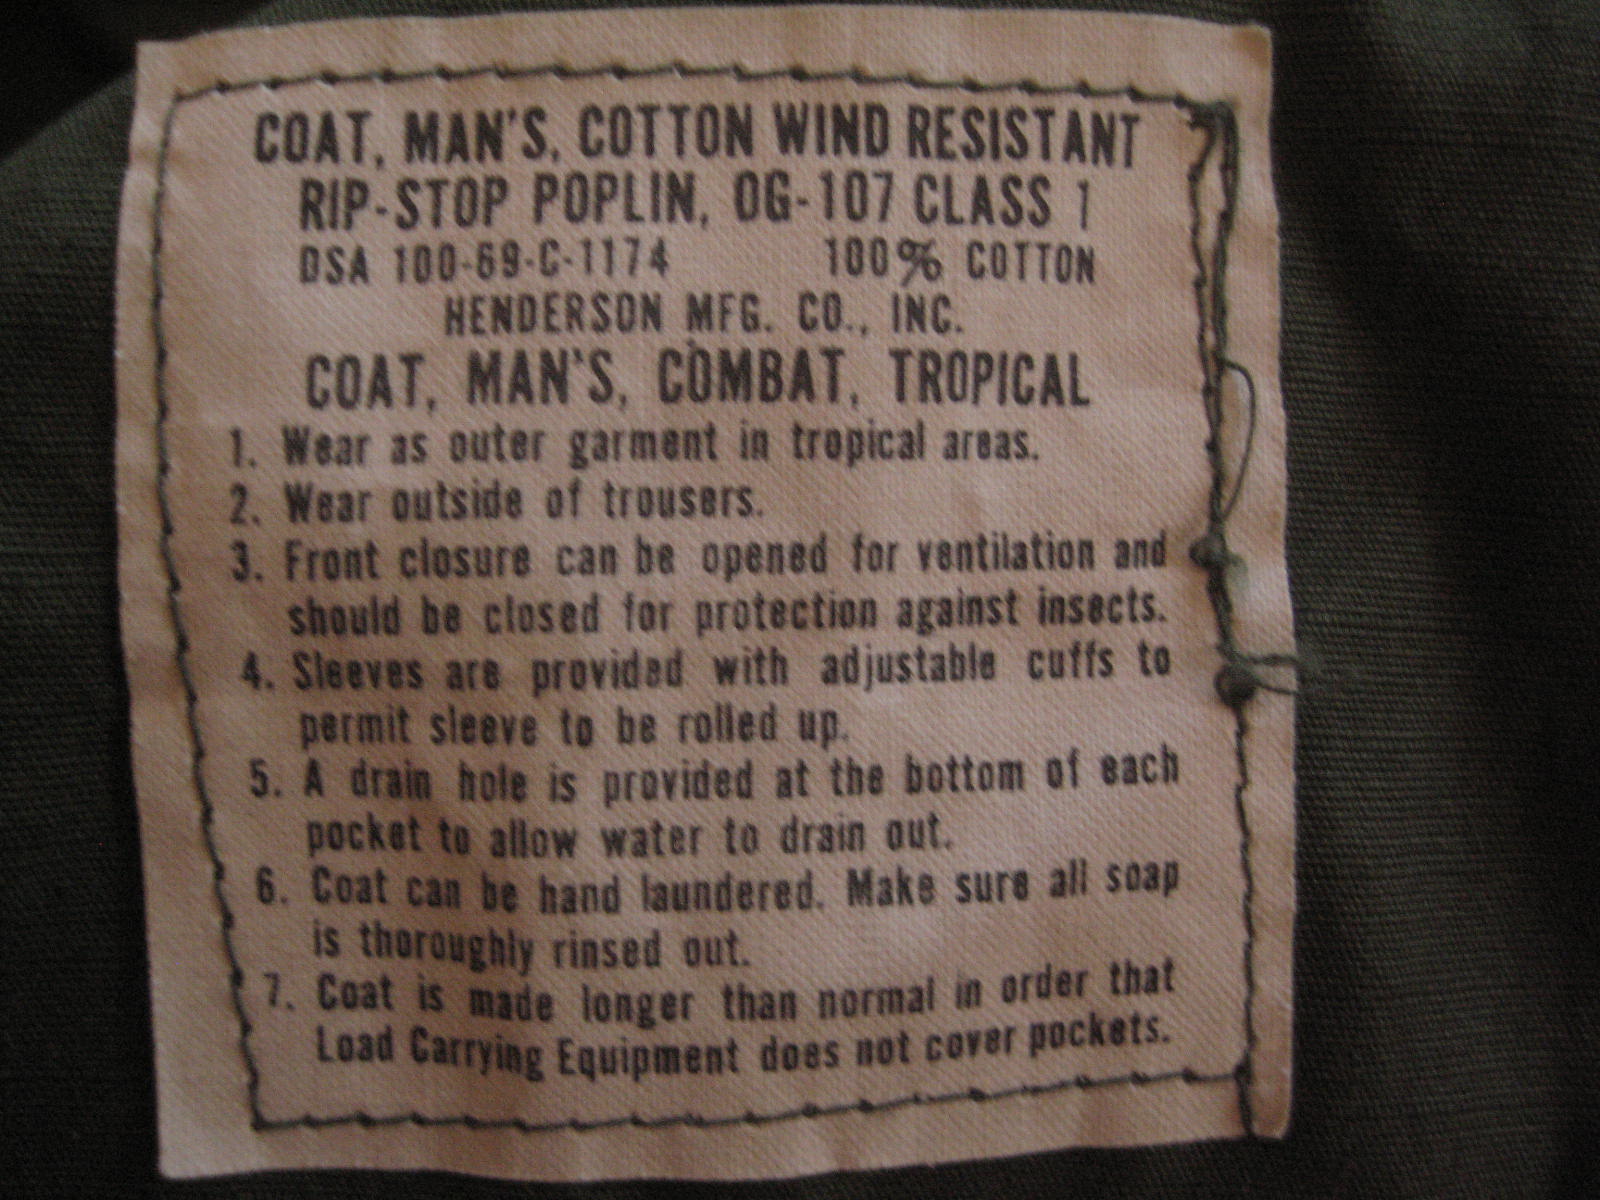 COAT, MAN'S, COTTON WIND RESISTANT
RIP-STOP POPLIN, OG-107 CLASS 1
DSA 100-69-C-1174 100% COTTON
HENDERSON MFG. CO., INC.
COAT, MAN'S, COMBAT, TROPICAL
1. Wear as outer garment in tropical areas.
2. Wear outside of trousers.
3. Front closure can be opened for ventilation and
should be closed for protection against insects.
4. Sleeves are provided with adjustable cuffs to
permit sleeve to be rolled up.
5. A drain hole is provided at the bottom of each
pocket to allow water to drain out.
6. Coat can be hand laundered. Make sure all soap
is thoroughly rinsed out.
7. Coat is made longer than normal in order that
Load Carrying Equipment does not cover pockets.